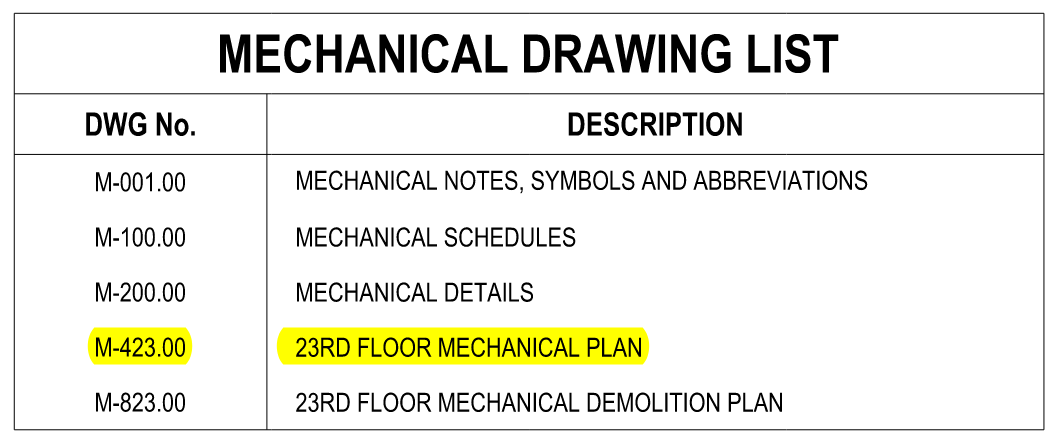 MECHANICAL DRAWING LIST
DWG No. DESCRIPTION
M-001.00 MECHANICAL NOTES, SYMBOLS AND ABBREVIATIONS
M-100.00 MECHANICAL SCHEDULES
M-200.00 MECHANICAL DETAILS
M-423.00 23RD FLOOR MECHANICAL PLAN
M-823.00 23RD FLOOR MECHANICAL DEMOLITION PLAN